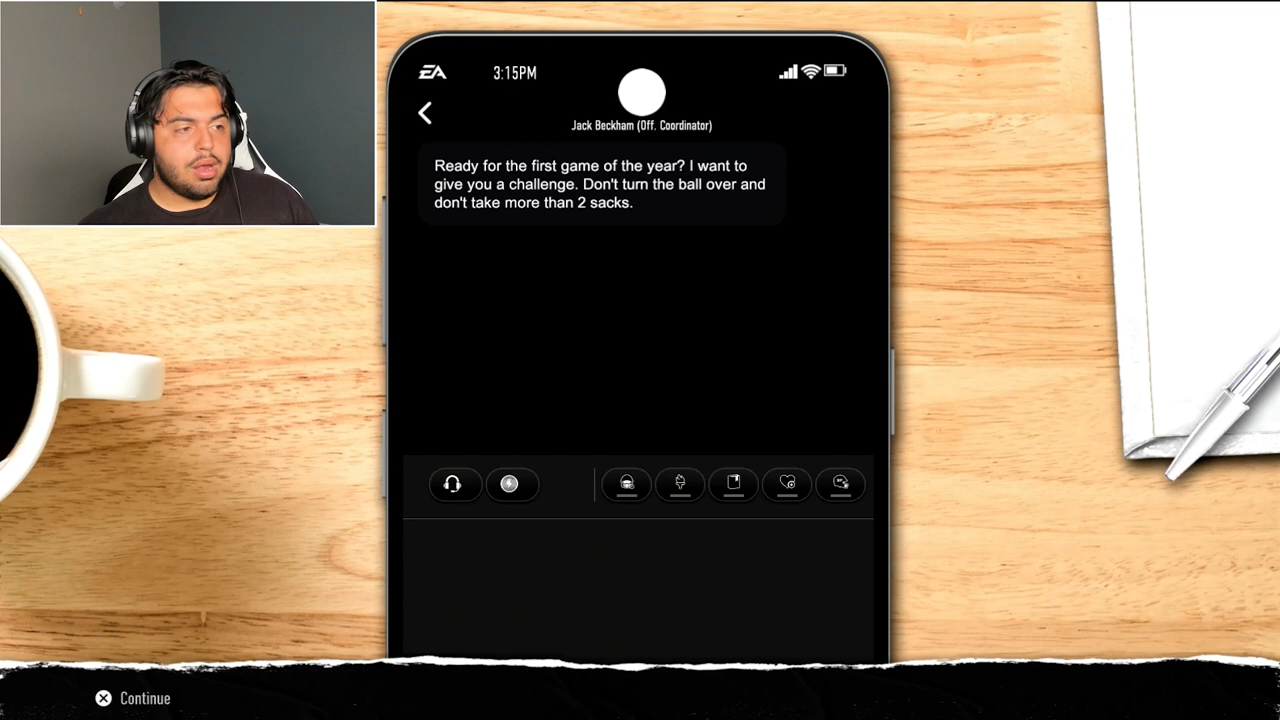 EA
3:15PM
Jack Beckham (Off. Coordinator)
Ready for the first game of the year? I want to
give you a challenge. Don't turn the ball over and
don't take more than 2 sacks.
Continue